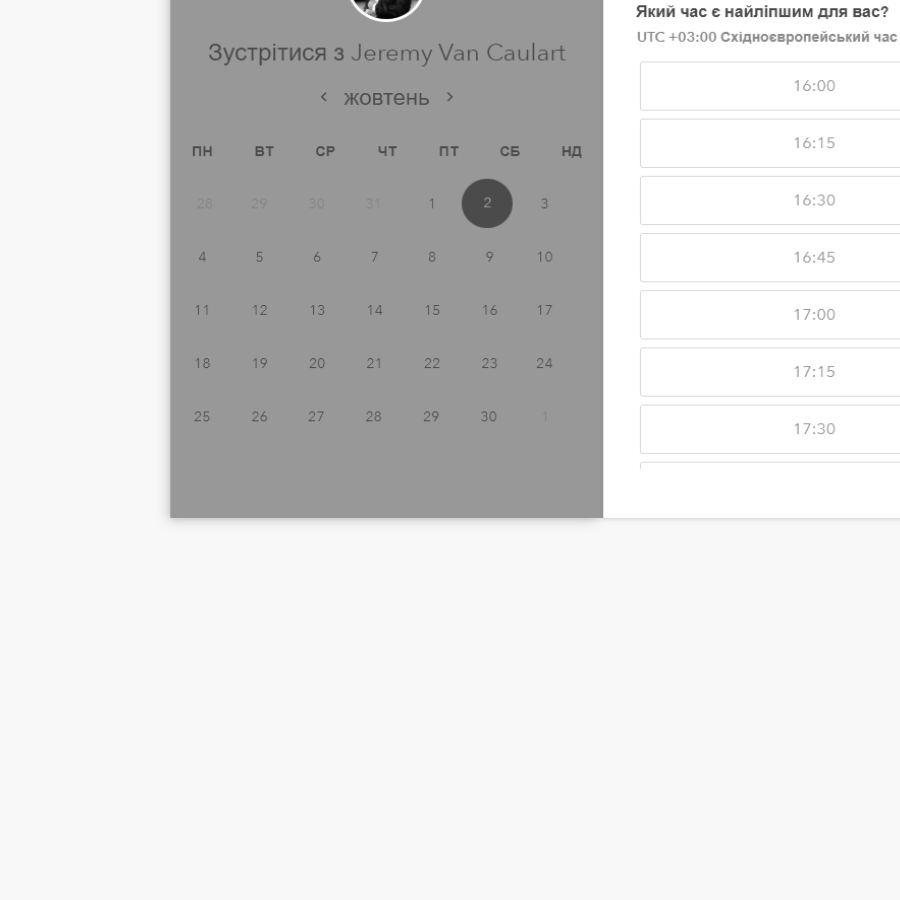 Зустрітися з Jeremy Van Caulart
‹ жовтень ›
ПН ВТ СР ЧТ ПТ СБ НД
28 29 30 31 1 2 3
4 5 6 7 8 9 10
11 12 13 14 15 16 17
18 19 20 21 22 23 24
25 26 27 28 29 30 1
Який час є найліпшим для вас?
UTC +03:00 Східноєвропейський час
16:00
16:15
16:30
16:45
17:00
17:15
17:30